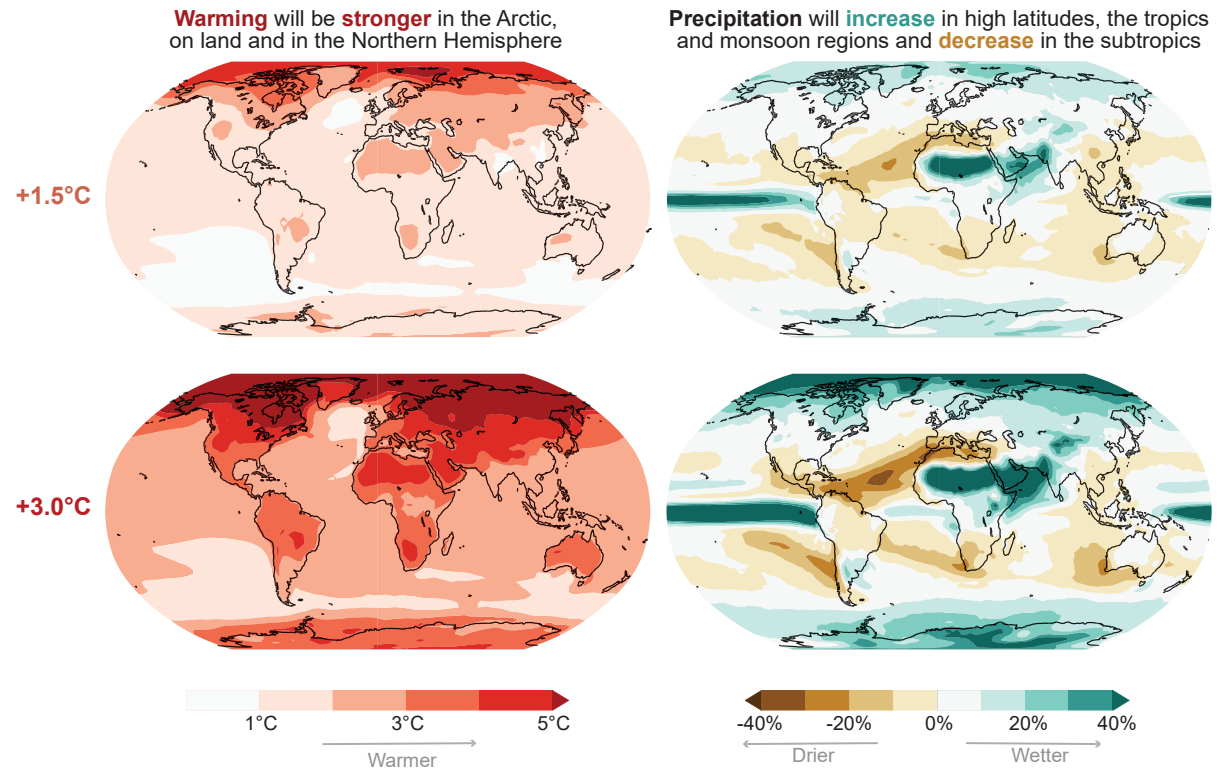 Warming will be stronger in the Arctic,
on land and in the Northern Hemisphere
Precipitation will increase in high latitudes, the tropics
and monsoon regions and decrease in the subtropics
+1.5°C
+3.0°C
1°C 3°C 5°C
Warmer
-40% -20% 0% 20% 40%
Drier Wetter